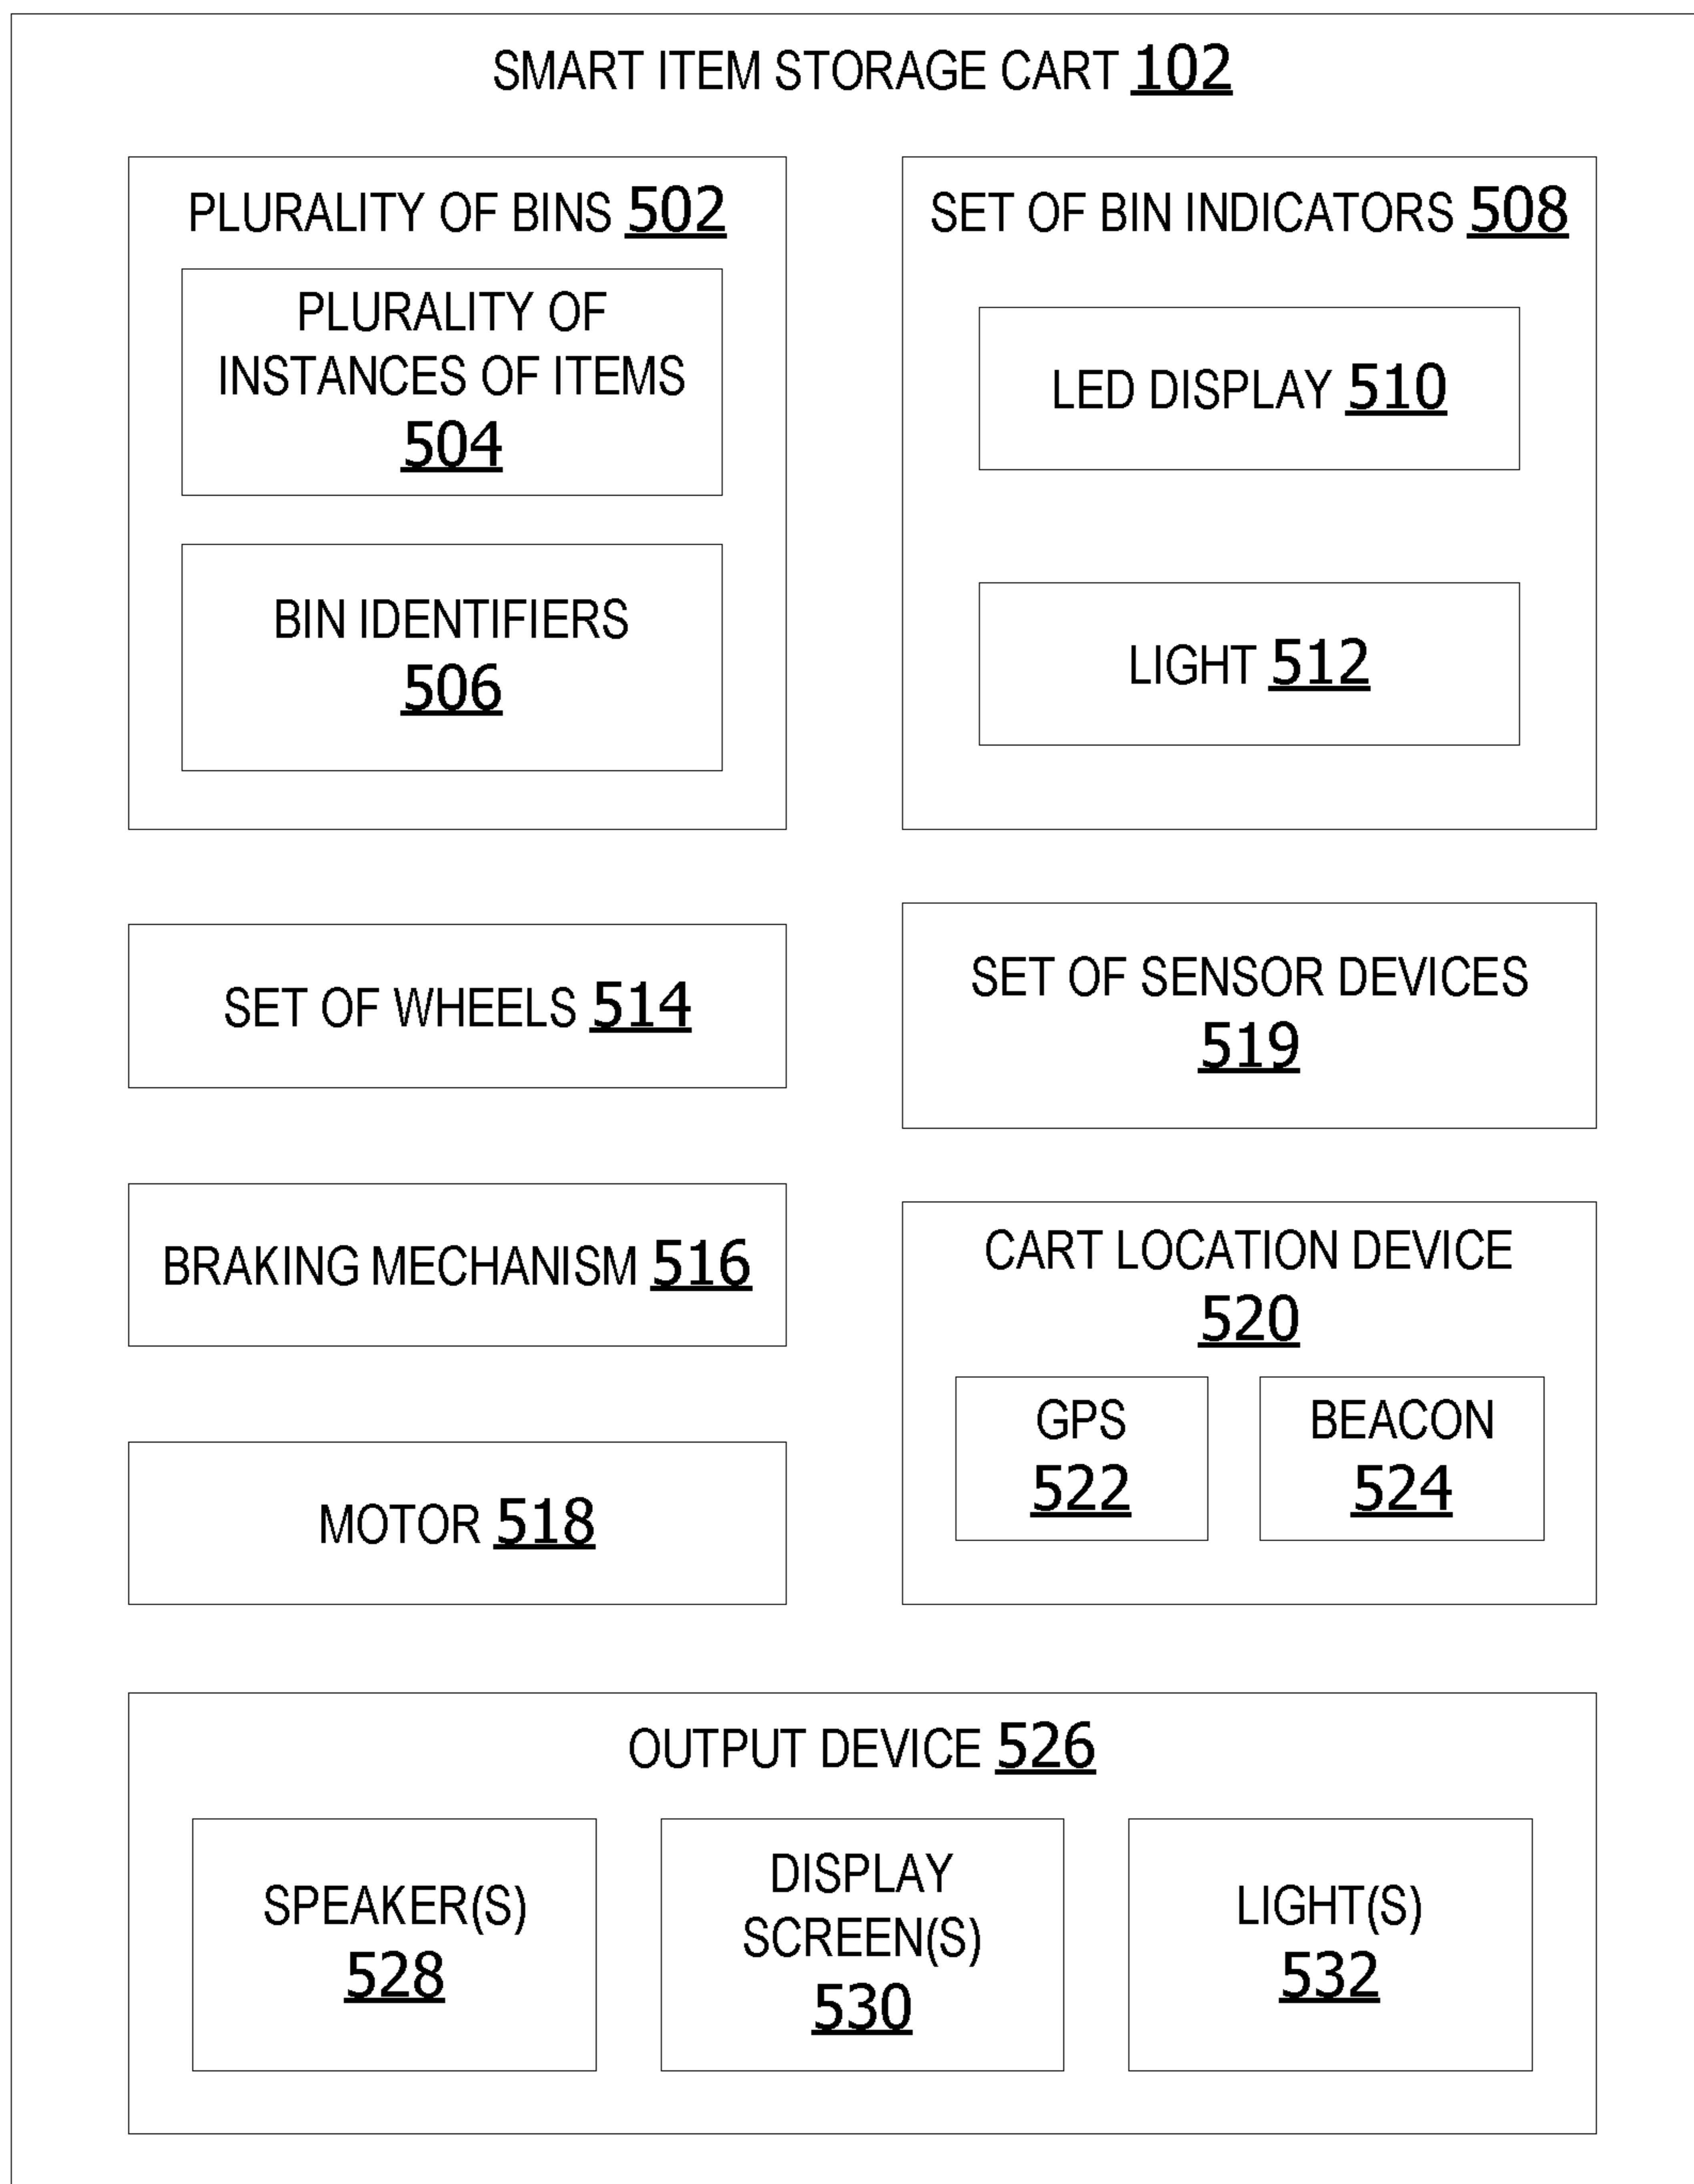 SMART ITEM STORAGE CART 102
PLURALITY OF BINS 502
PLURALITY OF
INSTANCES OF ITEMS
504
BIN IDENTIFIERS
506
SET OF BIN INDICATORS 508
LED DISPLAY 510
LIGHT 512
SET OF WHEELS 514
SET OF SENSOR DEVICES
519
BRAKING MECHANISM 516
CART LOCATION DEVICE
520
GPS
522
BEACON
524
MOTOR 518
OUTPUT DEVICE 526
SPEAKER(S)
528
DISPLAY
SCREEN(S)
530
LIGHT(S)
532